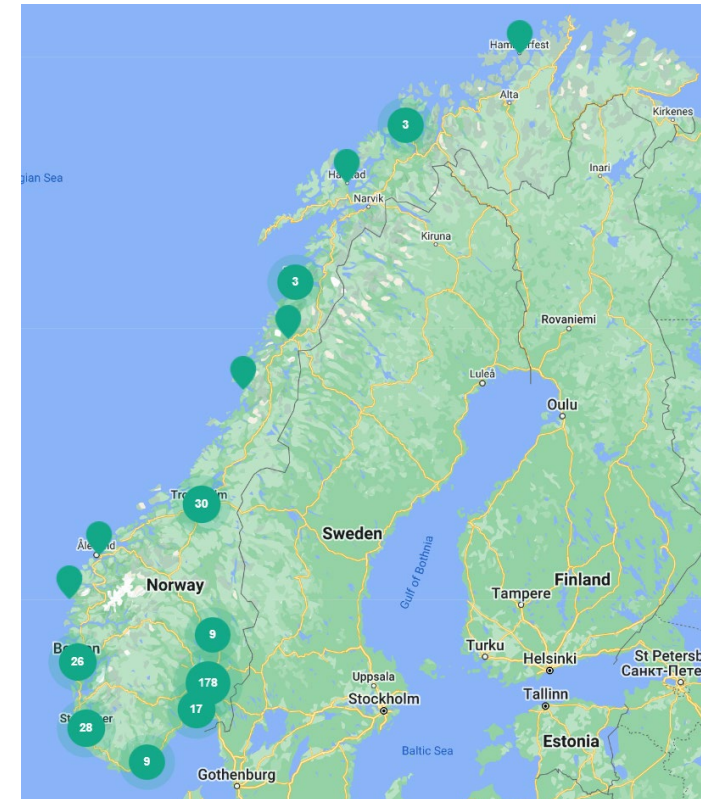 Hammerfest
Alta
Kirkenes
3
gian Sea
Inari
Narvik
Kiruna
3
Rovaniemi
Luleå
Oulu
30
Sweden
Gulf of Bothnia
Norway
Finland
Tampere
9
Turku
Helsinki
St Petersb
Санкт-Пете
26
178
Uppsala
Stockholm
Tallinn
17
28
Estonia
Baltic Sea
9
Gothenburg